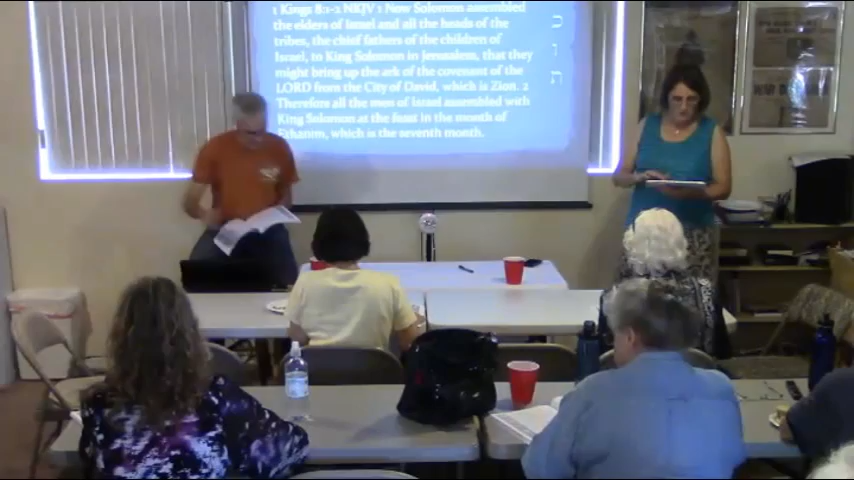 1 Kings 8:1-2 NKJV 1 Now Solomon assembled
the elders of Israel and all the heads of the
tribes, the chief fathers of the children of
Israel, to King Solomon in Jerusalem, that they
might bring up the ark of the covenant of the
LORD from the City of David, which is Zion. 2
Therefore all the men of Israel assembled with
King Solomon at the feast in the month of
Ethanim, which is the seventh month.
כ
ו
ת